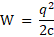 W = q²/2c